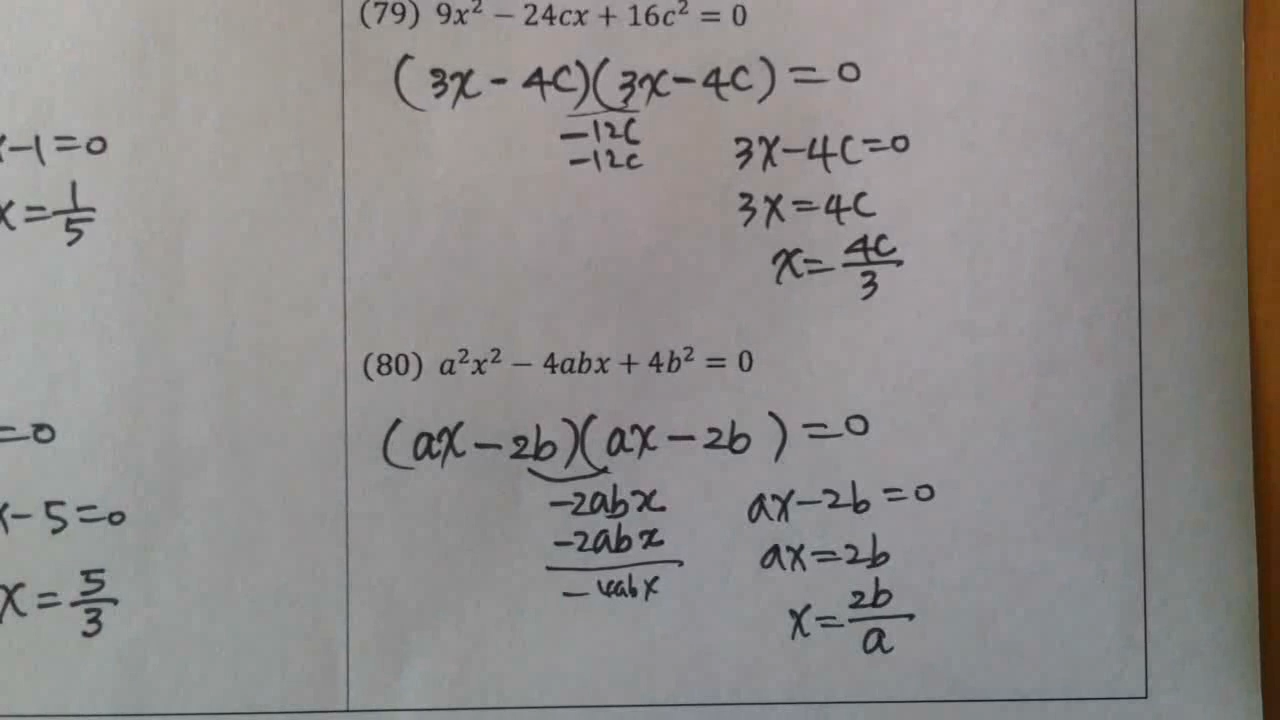 x-1=0
x=1/5
=0
x-5=0
x=5/3
(79) 9x² − 24cx + 16c² = 0
(3x-4c)(3x-4c)=0
-12c
-12c
3x-4c=0
3x=4c
x=4c/3
(80) a²x² − 4abx + 4b² = 0
(ax-2b)(ax-2b)=0
-2abx
-2abx
-4abx
ax-2b=0
ax=2b
x=2b/a